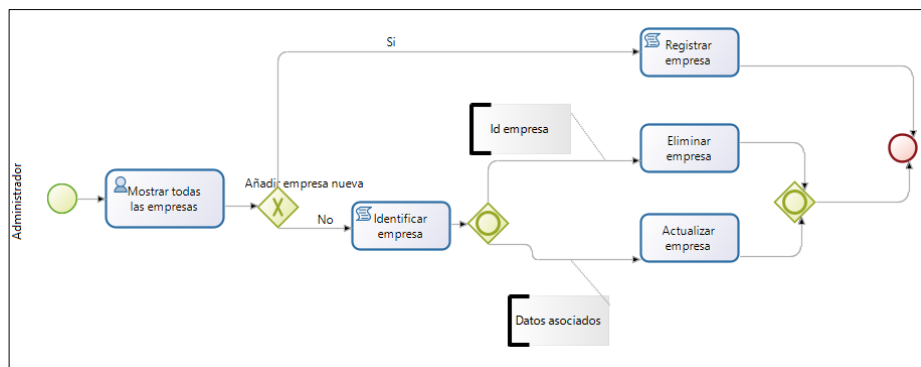 Administrador
Mostrar todas
las empresas
Añadir empresa nueva
Si
No
Registrar
empresa
Identificar
empresa
Id empresa
Eliminar
empresa
Actualizar
empresa
Datos asociados